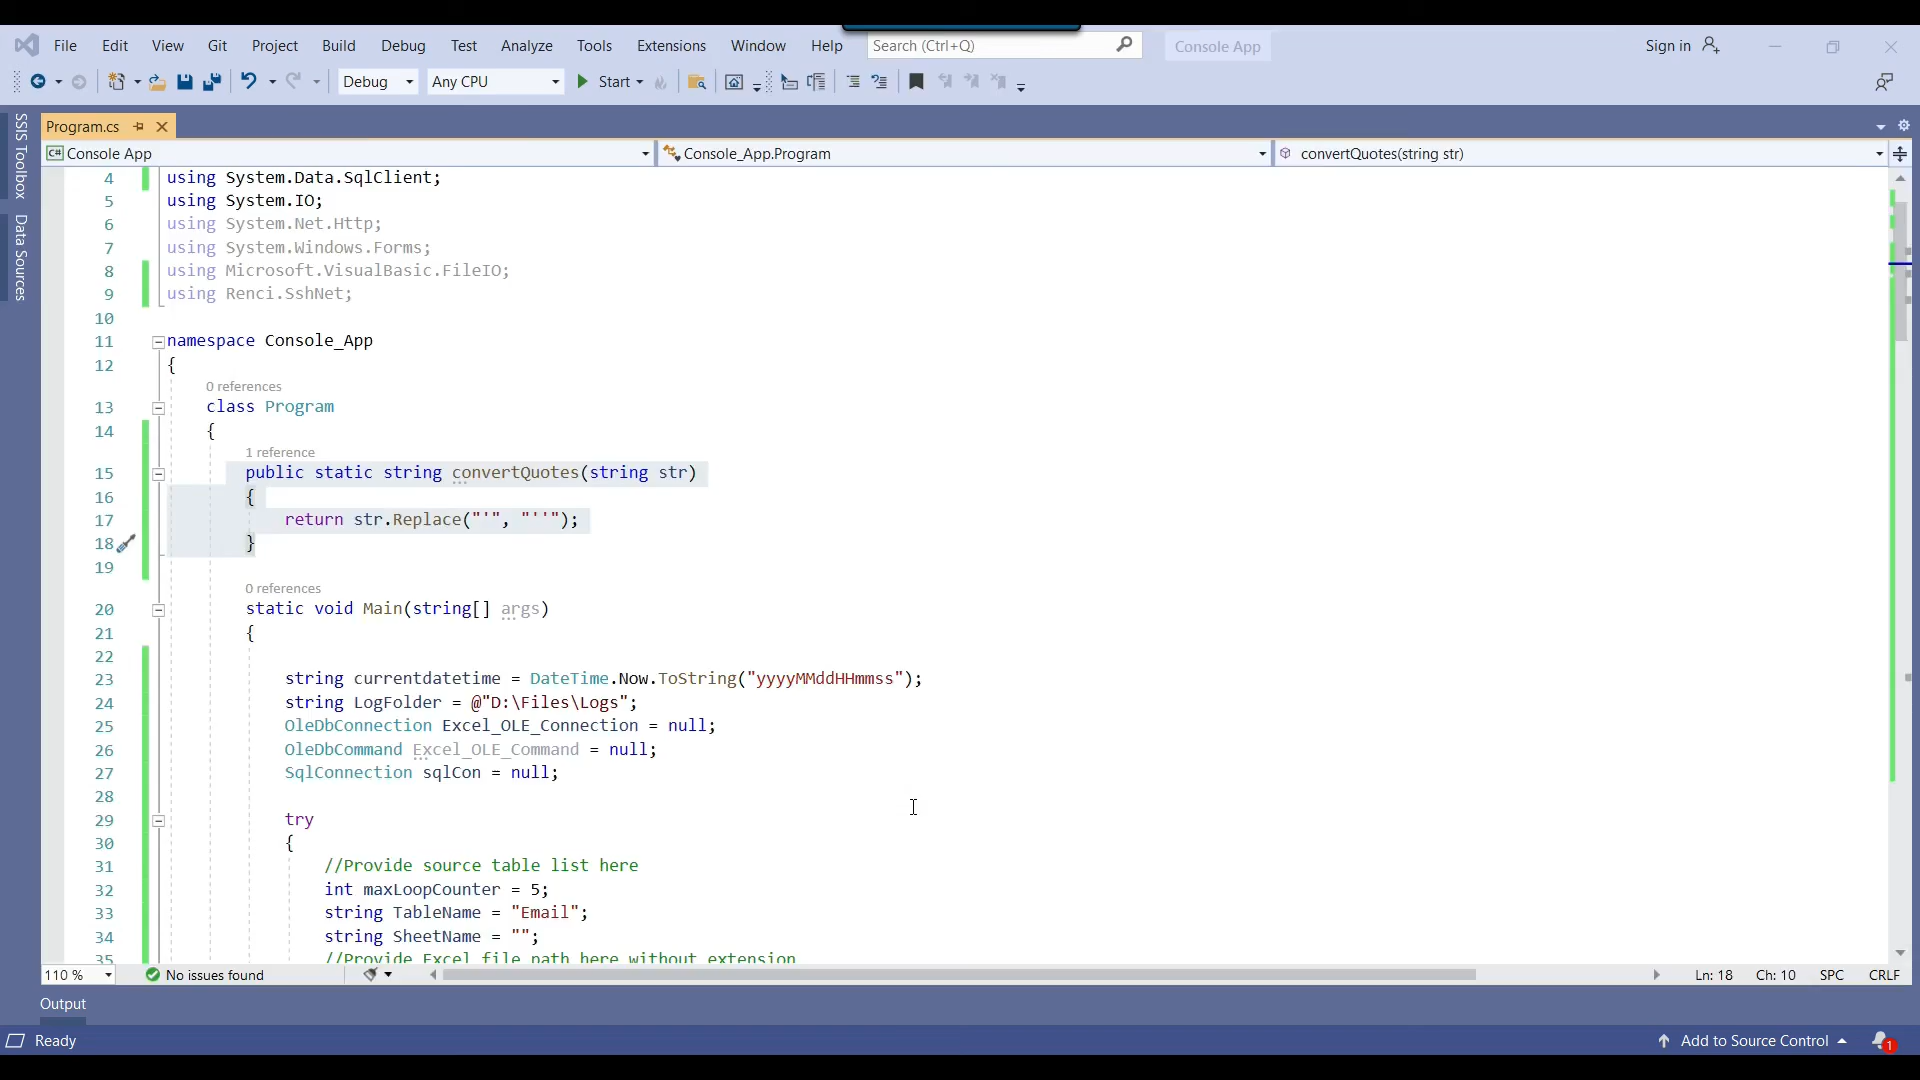 File Edit View Git Project Build Debug Test Analyze Tools Extensions Window Help Search (Ctrl+Q) Console App Sign in
Debug Any CPU Start
SSIS Toolbox
Data Sources
Program.cs
C# Console App Console_App.Program convertQuotes(string str)
4 using System.Data.SqlClient;
5 using System.IO;
6 using System.Net.Http;
7 using System.Windows.Forms;
8 using Microsoft.VisualBasic.FileIO;
9 using Renci.SshNet;
10
11 namespace Console_App
12 {
0 references
13 class Program
14 {
1 reference
15 public static string convertQuotes(string str)
16 {
17 return str.Replace("'", "''");
18 }
19
0 references
20 static void Main(string[] args)
21 {
22
23 string currentdatetime = DateTime.Now.ToString("yyyyMMddHHmmss");
24 string LogFolder = @"D:\Files\Logs";
25 OleDbConnection Excel_OLE_Connection = null;
26 OleDbCommand Excel_OLE_Command = null;
27 SqlConnection sqlCon = null;
28
29 try
30 {
31 //Provide source table list here
32 int maxLoopCounter = 5;
33 string TableName = "Email";
34 string SheetName = "";
35 //Provide Excel file path here without extension
110 % No issues found Ln: 18 Ch: 10 SPC CRLF
Output
Ready Add to Source Control 1